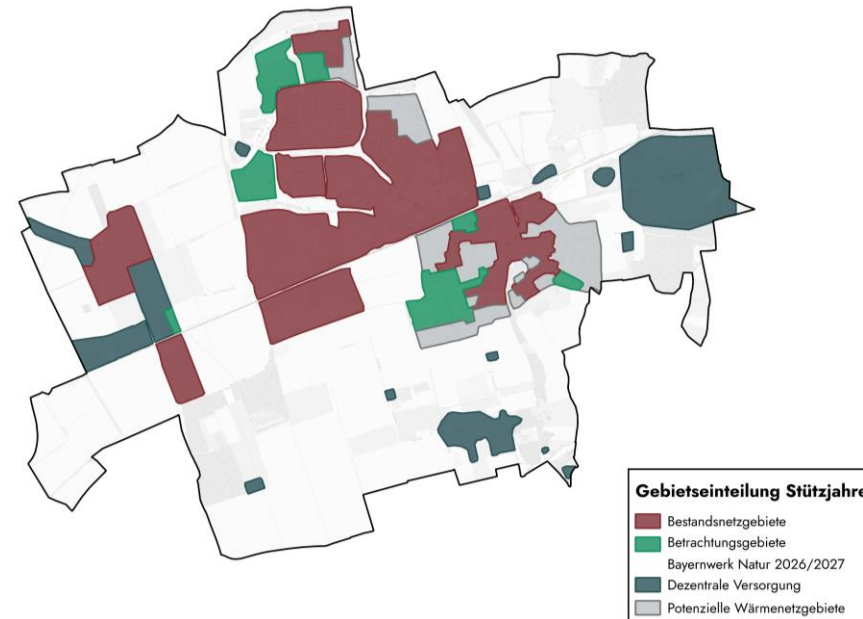 Gebietseinteilung Stützjahre
Bestandsnetzgebiete
Betrachtungsgebiete
Bayernwerk Natur 2026/2027
Dezentrale Versorgung
Potenzielle Wärmenetzgebiete